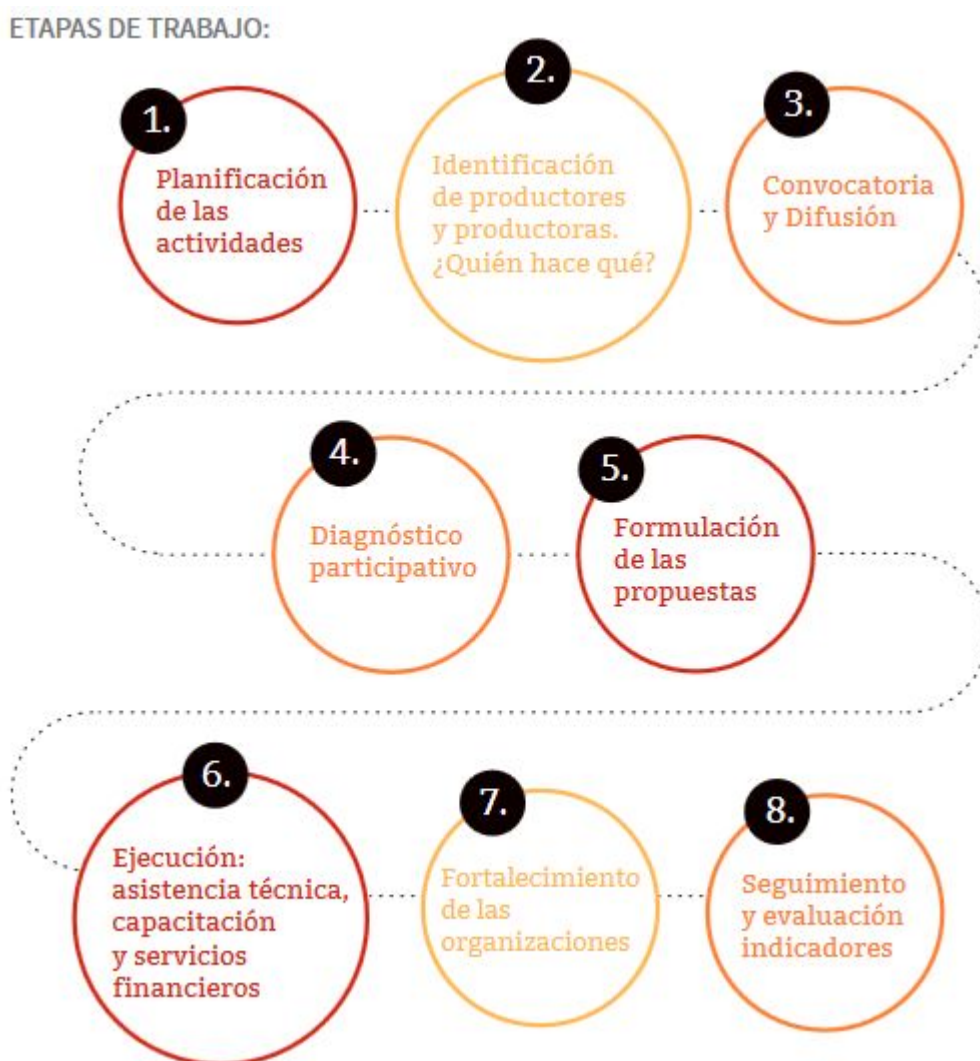 ETAPAS DE TRABAJO:
1.
Planificación
de las
actividades
2.
Identificación
de productores
y productoras.
¿Quién hace qué?
3.
Convocatoria
y Difusión
4.
Diagnóstico
participativo
5.
Formulación
de las
propuestas
6.
Ejecución:
asistencia técnica,
capacitación
y servicios
financieros
7.
Fortalecimiento
de las
organizaciones
8.
Seguimiento
y evaluación
indicadores